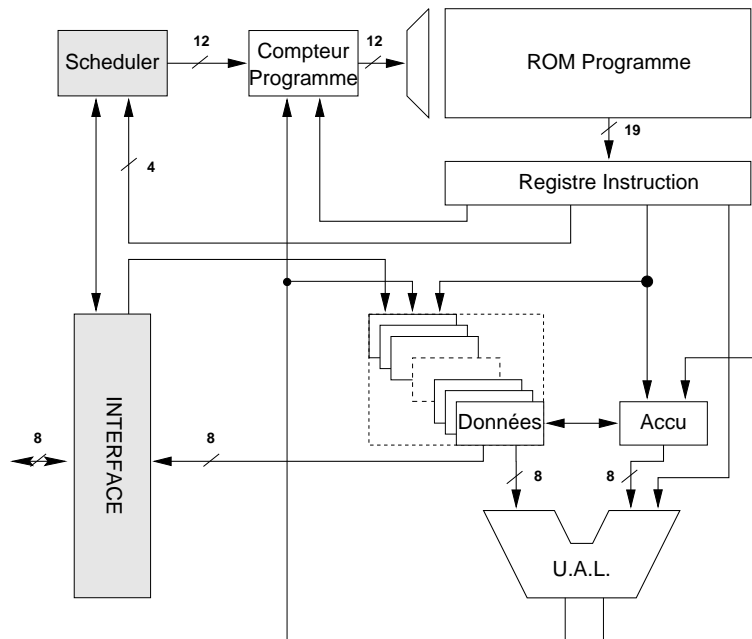 12
12
Scheduler
Compteur
Programme
ROM Programme
19
4
Registre Instruction
INTERFACE
8
8
Données
Accu
8
8
U.A.L.